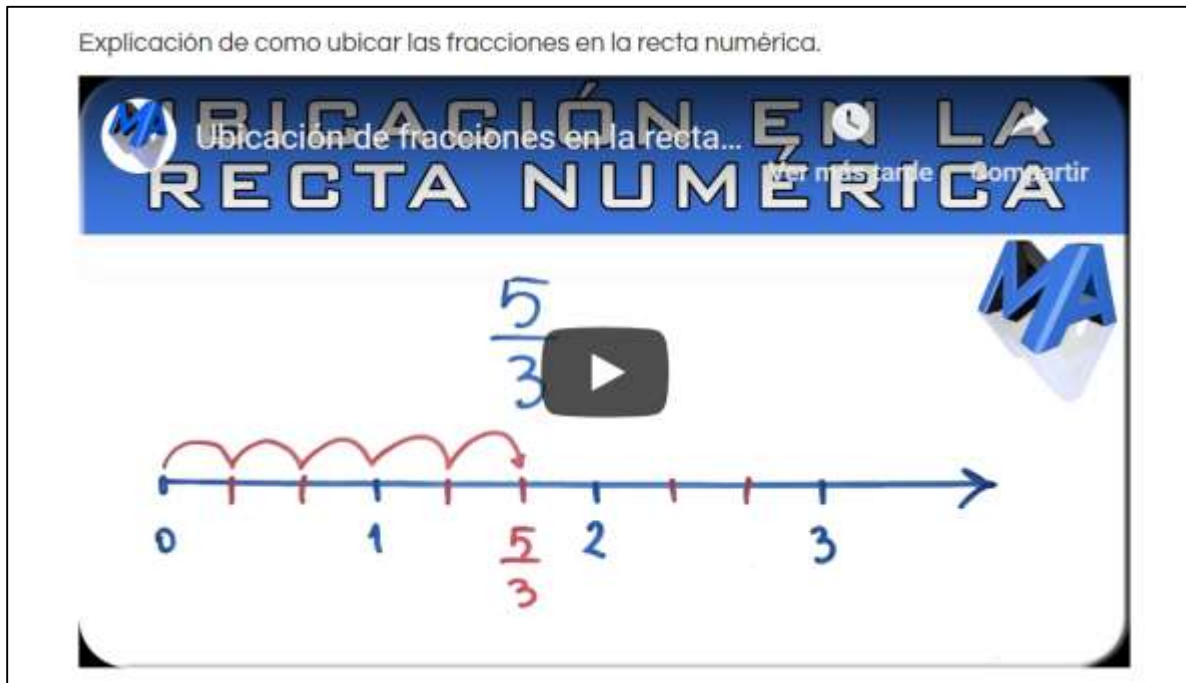 Explicación de como ubicar las fracciones en la recta numérica.
UBICACIÓN EN LA
RECTA NUMÉRICA
MA
Ubicación de fracciones en la recta...
Ver más tarde
Compartir
MA
5
3
0
1
5
3
2
3